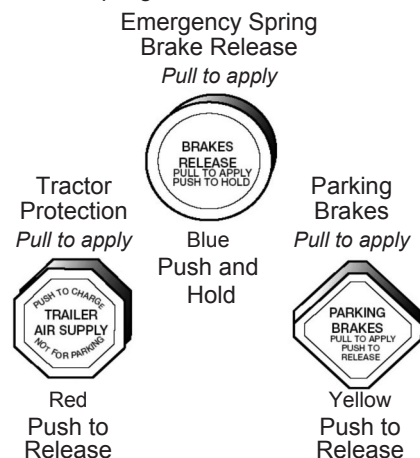 Emergency Spring
Brake Release
Pull to apply
BRAKES
RELEASE
PULL TO APPLY
PUSH TO HOLD
Blue
Push and
Hold
Tractor
Protection
Pull to apply
PUSH TO CHARGE
TRAILER
AIR SUPPLY
NOT FOR PARKING
Red
Push to
Release
Parking
Brakes
Pull to apply
PARKING
BRAKES
PULL TO APPLY
PUSH TO
RELEASE
Yellow
Push to
Release